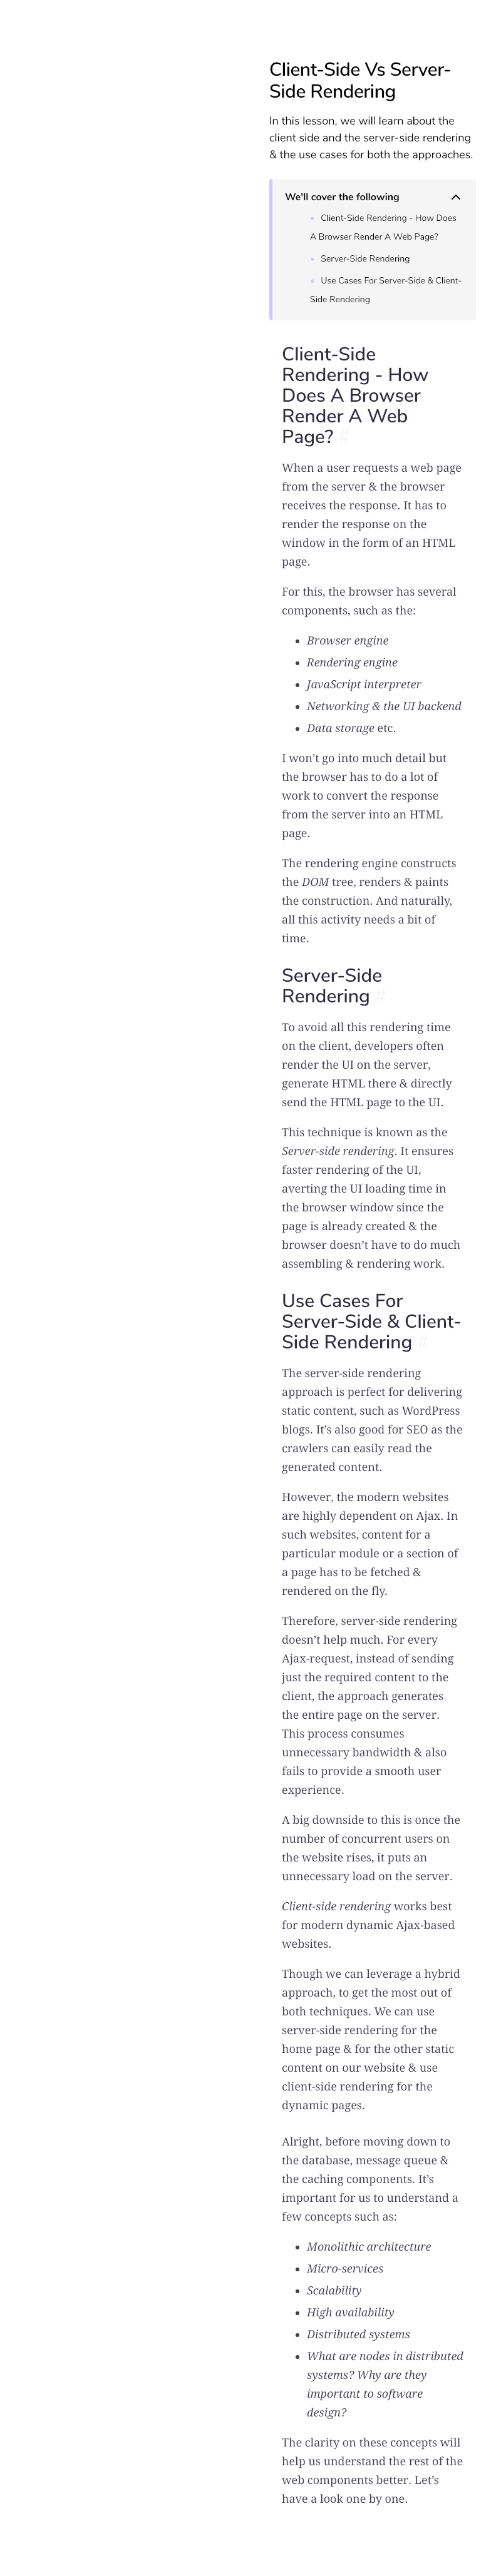 Client-Side Vs Server-
Side Rendering
In this lesson, we will learn about the
client side and the server-side rendering
& the use cases for both the approaches.
We'll cover the following
Client-Side Rendering - How Does
A Browser Render A Web Page?
Server-Side Rendering
Use Cases For Server-Side & Client-
Side Rendering
Client-Side
Rendering - How
Does A Browser
Render A Web
Page? #
When a user requests a web page
from the server & the browser
receives the response. It has to
render the response on the
window in the form of an HTML
page.
For this, the browser has several
components, such as the:
• Browser engine
• Rendering engine
• JavaScript interpreter
• Networking & the UI backend
• Data storage etc.
I won’t go into much detail but
the browser has to do a lot of
work to convert the response
from the server into an HTML
page.
The rendering engine constructs
the DOM tree, renders & paints
the construction. And naturally,
all this activity needs a bit of
time.
Server-Side
Rendering #
To avoid all this rendering time
on the client, developers often
render the UI on the server,
generate HTML there & directly
send the HTML page to the UI.
This technique is known as the
Server-side rendering. It ensures
faster rendering of the UI,
averting the UI loading time in
the browser window since the
page is already created & the
browser doesn’t have to do much
assembling & rendering work.
Use Cases For
Server-Side & Client-
Side Rendering #
The server-side rendering
approach is perfect for delivering
static content, such as WordPress
blogs. It’s also good for SEO as the
crawlers can easily read the
generated content.
However, the modern websites
are highly dependent on Ajax. In
such websites, content for a
particular module or a section of
a page has to be fetched &
rendered on the fly.
Therefore, server-side rendering
doesn’t help much. For every
Ajax-request, instead of sending
just the required content to the
client, the approach generates
the entire page on the server.
This process consumes
unnecessary bandwidth & also
fails to provide a smooth user
experience.
A big downside to this is once the
number of concurrent users on
the website rises, it puts an
unnecessary load on the server.
Client-side rendering works best
for modern dynamic Ajax-based
websites.
Though we can leverage a hybrid
approach, to get the most out of
both techniques. We can use
server-side rendering for the
home page & for the other static
content on our website & use
client-side rendering for the
dynamic pages.
Alright, before moving down to
the database, message queue &
the caching components. It’s
important for us to understand a
few concepts such as:
• Monolithic architecture
• Micro-services
• Scalability
• High availability
• Distributed systems
• What are nodes in distributed
systems? Why are they
important to software
design?
The clarity on these concepts will
help us understand the rest of the
web components better. Let’s
have a look one by one.